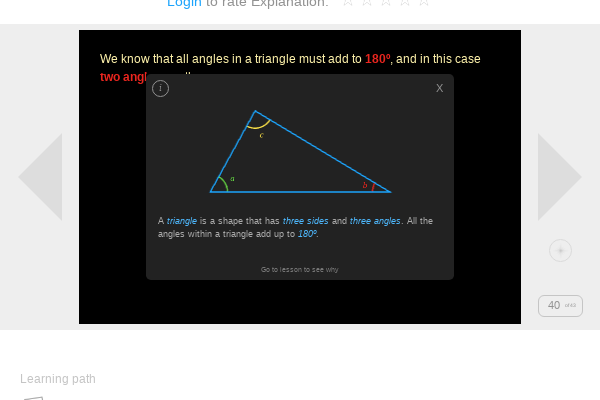 Login to rate Explanation:
We know that all angles in a triangle must add to 180º, and in this case
two angl
i
X
c
a
b
A triangle is a shape that has three sides and three angles. All the
angles within a triangle add up to 180º.
Go to lesson to see why
40
Learning path